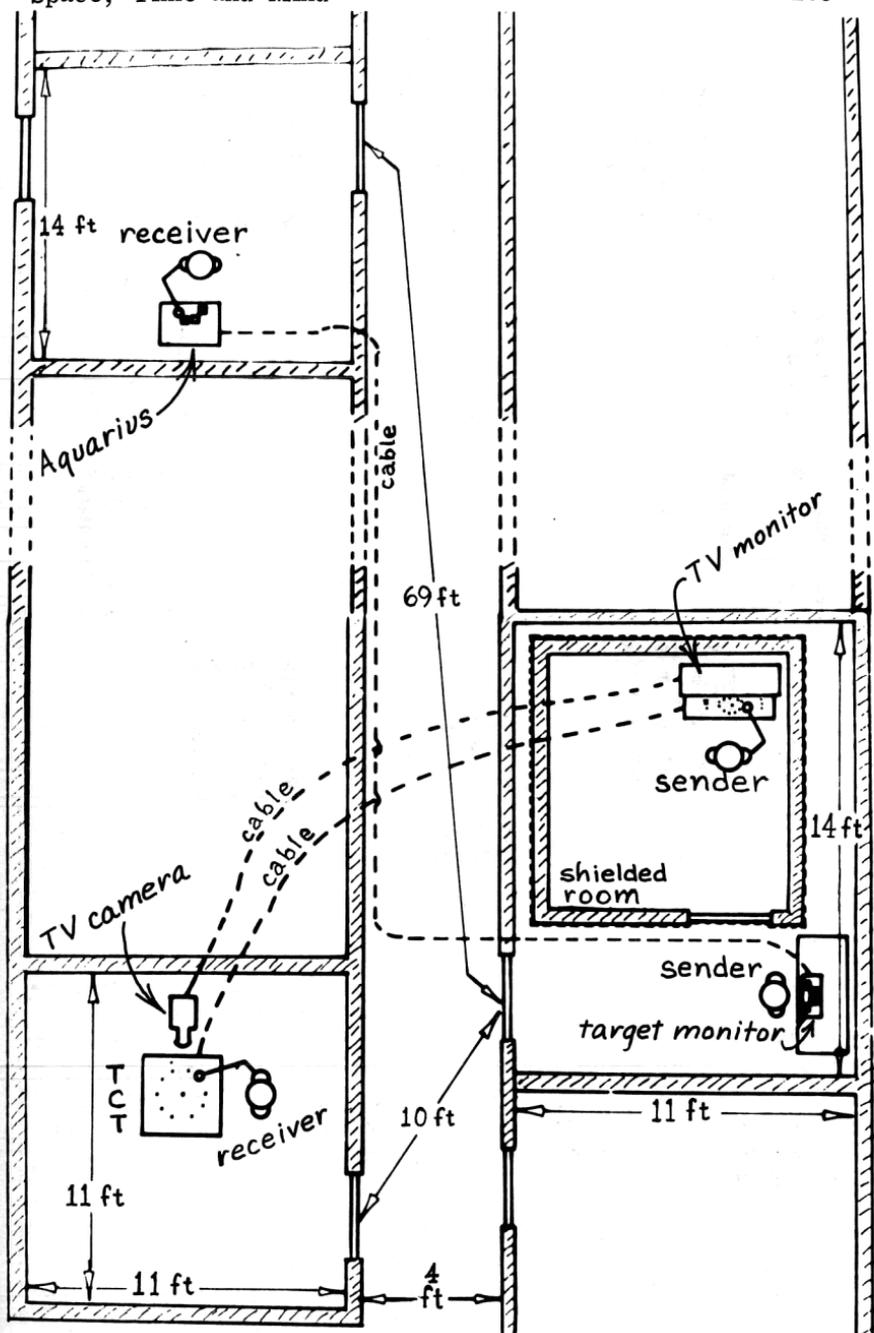 Space, Time and Mind
14 ft
receiver
Aquarius
cable
69 ft
TV monitor
sender
14 ft
shielded
room
cable
cable
TV camera
sender
target monitor
T
C
T
receiver
10 ft
11 ft
11 ft
11 ft
4
ft